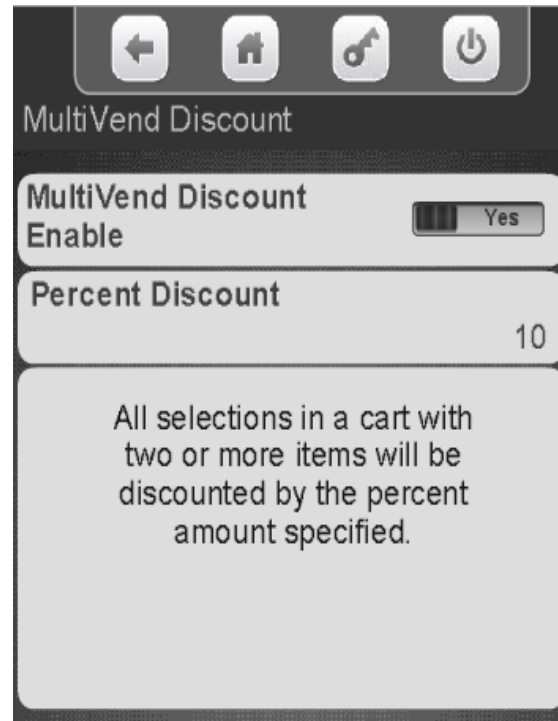 MultiVend Discount
MultiVend Discount
Enable
Yes
Percent Discount
10
All selections in a cart with
two or more items will be
discounted by the percent
amount specified.